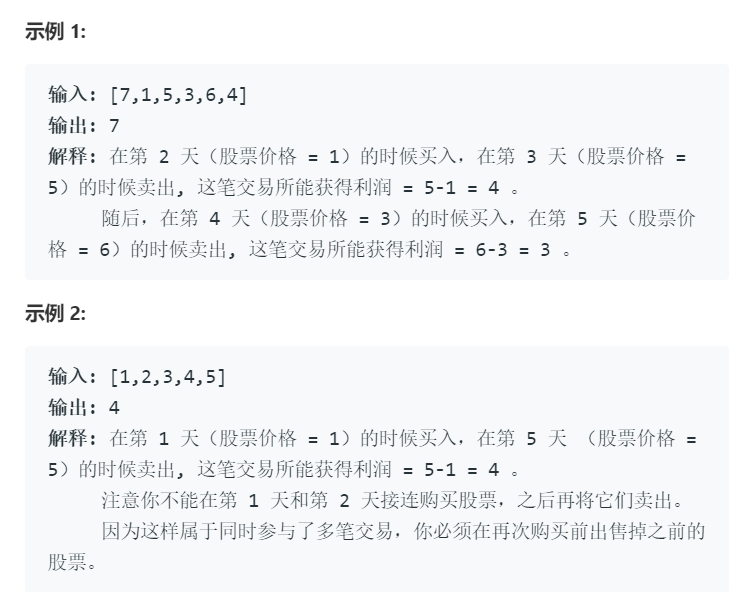 示例 1:
输入: [7,1,5,3,6,4]
输出: 7
解释: 在第 2 天（股票价格 = 1）的时候买入，在第 3 天（股票价格 =
5）的时候卖出, 这笔交易所能获得利润 = 5-1 = 4 。
随后，在第 4 天（股票价格 = 3）的时候买入，在第 5 天（股票价
格 = 6）的时候卖出, 这笔交易所能获得利润 = 6-3 = 3 。
示例 2:
输入: [1,2,3,4,5]
输出: 4
解释: 在第 1 天（股票价格 = 1）的时候买入，在第 5 天 （股票价格 =
5）的时候卖出, 这笔交易所能获得利润 = 5-1 = 4 。
注意你不能在第 1 天和第 2 天接连购买股票，之后再将它们卖出。
因为这样属于同时参与了多笔交易，你必须在再次购买前出售掉之前的
股票。